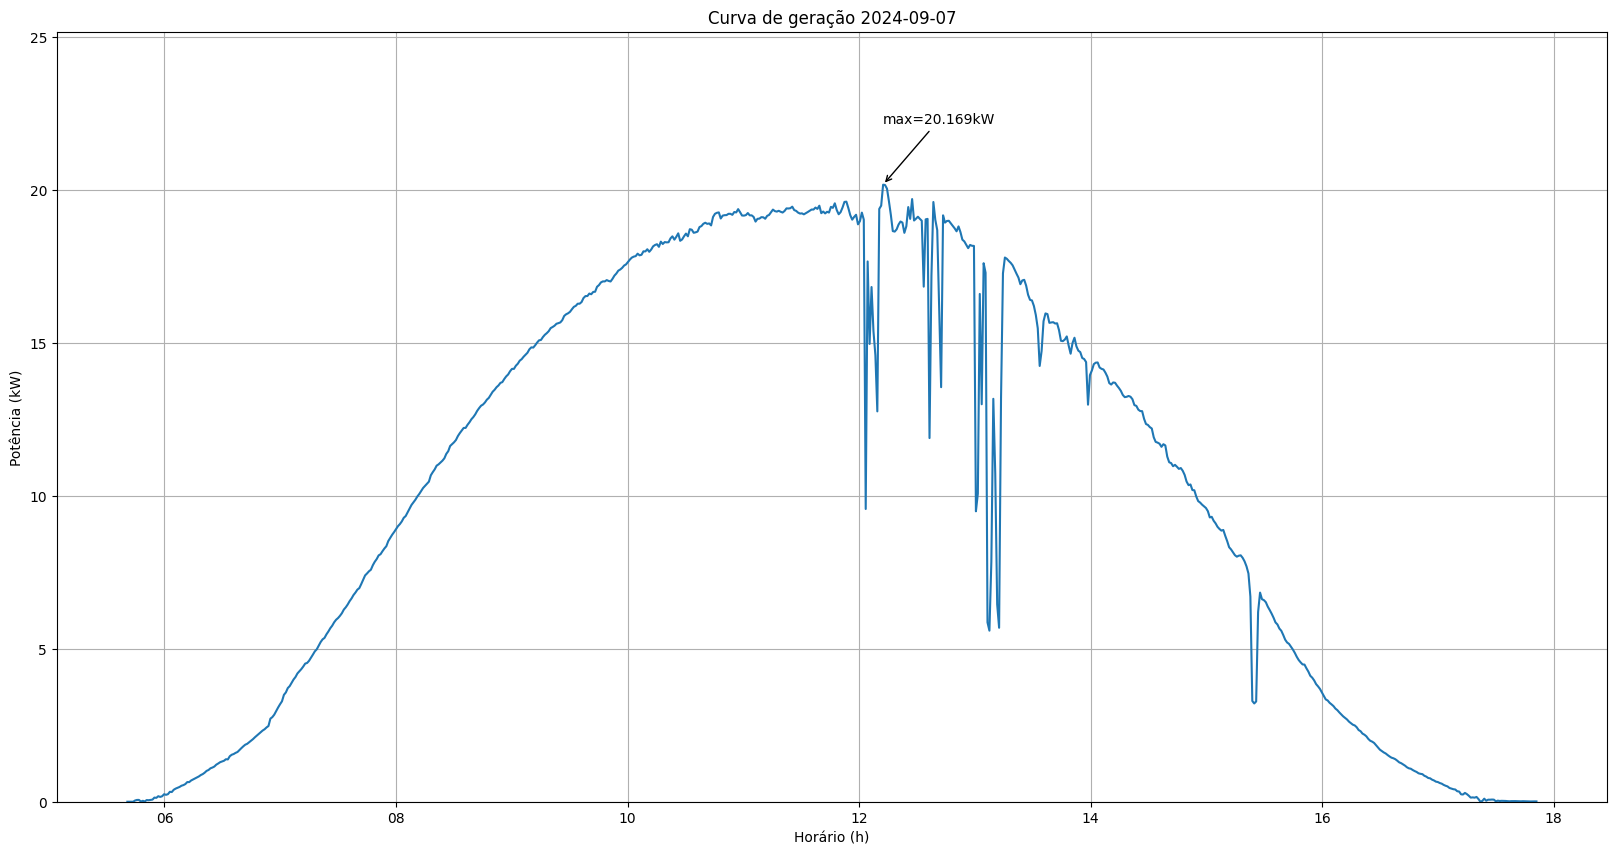 Curva de geração 2024-09-07
25
max=20.169kW
20
15
Potência (kW)
10
5
0
06 08 10 12 14 16 18
Horário (h)